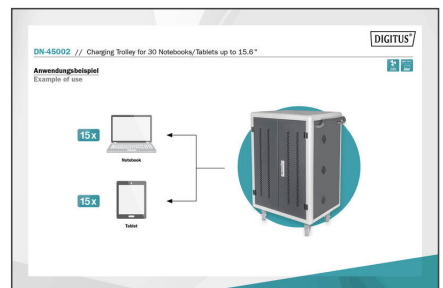 DIGITUS®
DN-45002 // Charging Trolley for 30 Notebooks/Tablets up to 15.6"
Anwendungsbeispiel
Example of use
15x
Notebook
15x
Tablet